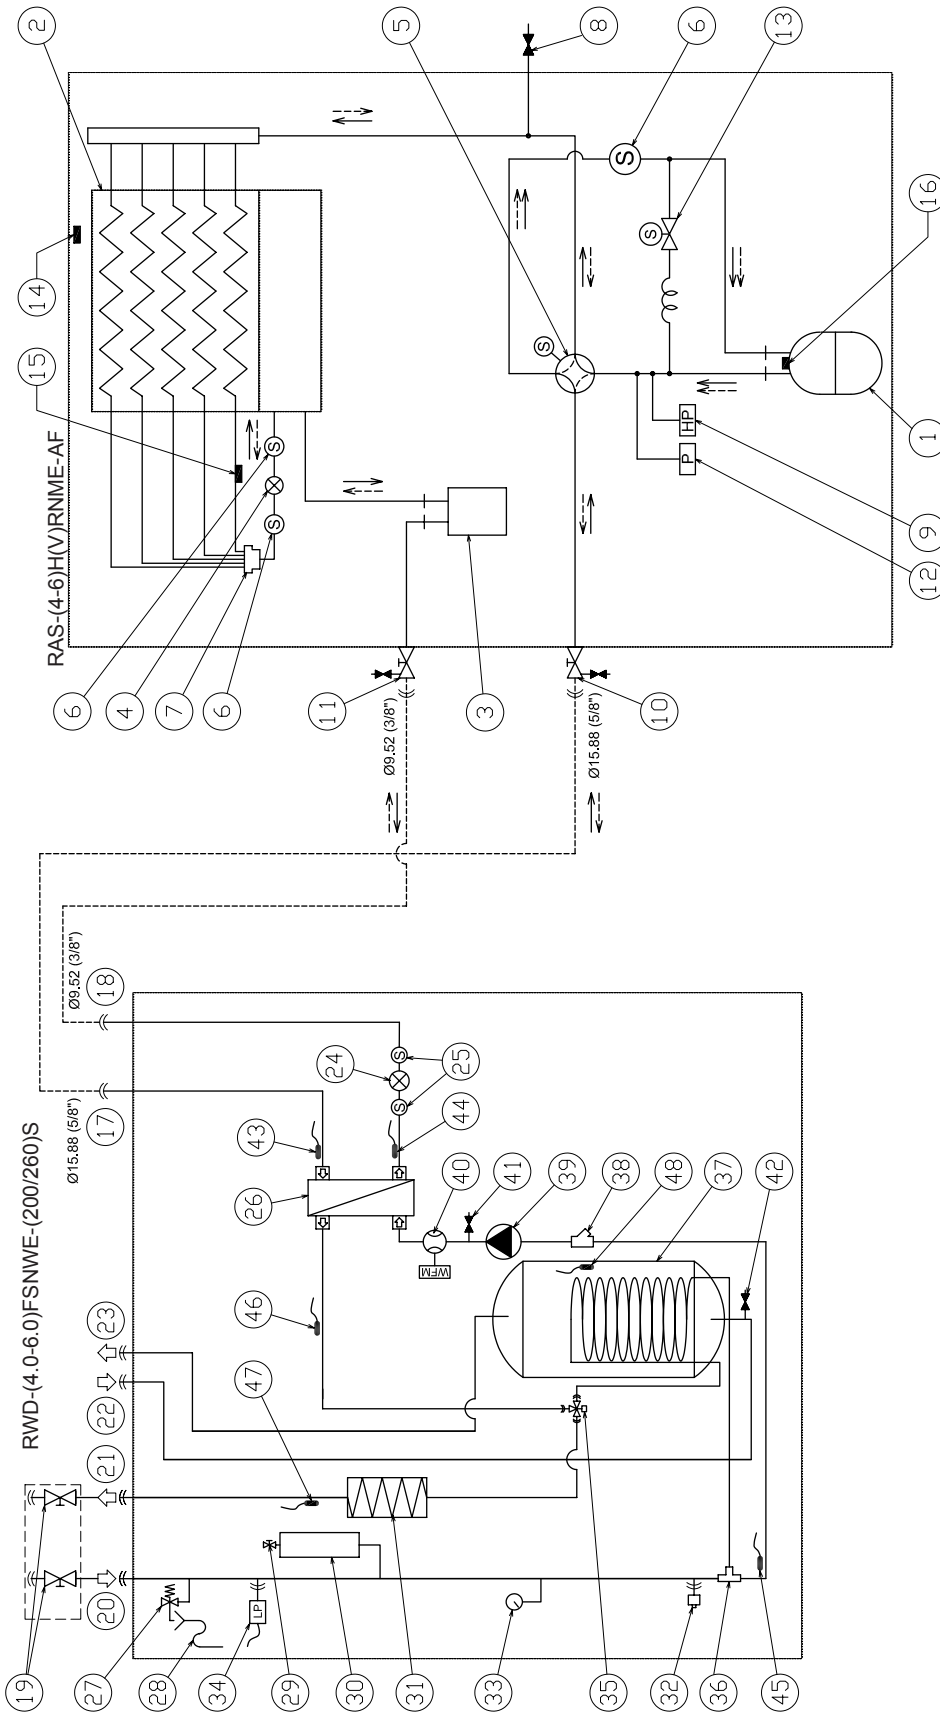 RAS-(4-6)H(V)RNME-AF
2
14
15
6
4
7
6
5
8
6
13
16
1
9
12
3
11
10
S
S
S
S
S
P
HP
Ø9.52 (3/8")
Ø15.88 (5/8")
RWD-(4.0-6.0)FSNWE-(200/260)S
Ø9.52 (3/8")
Ø15.88 (5/8")
18
17
23
22
21
20
19
24
25
S
S
43
44
26
40
41
39
38
48
37
42
WFM
46
47
27
28
34
LP
29
30
31
33
35
32
36
45